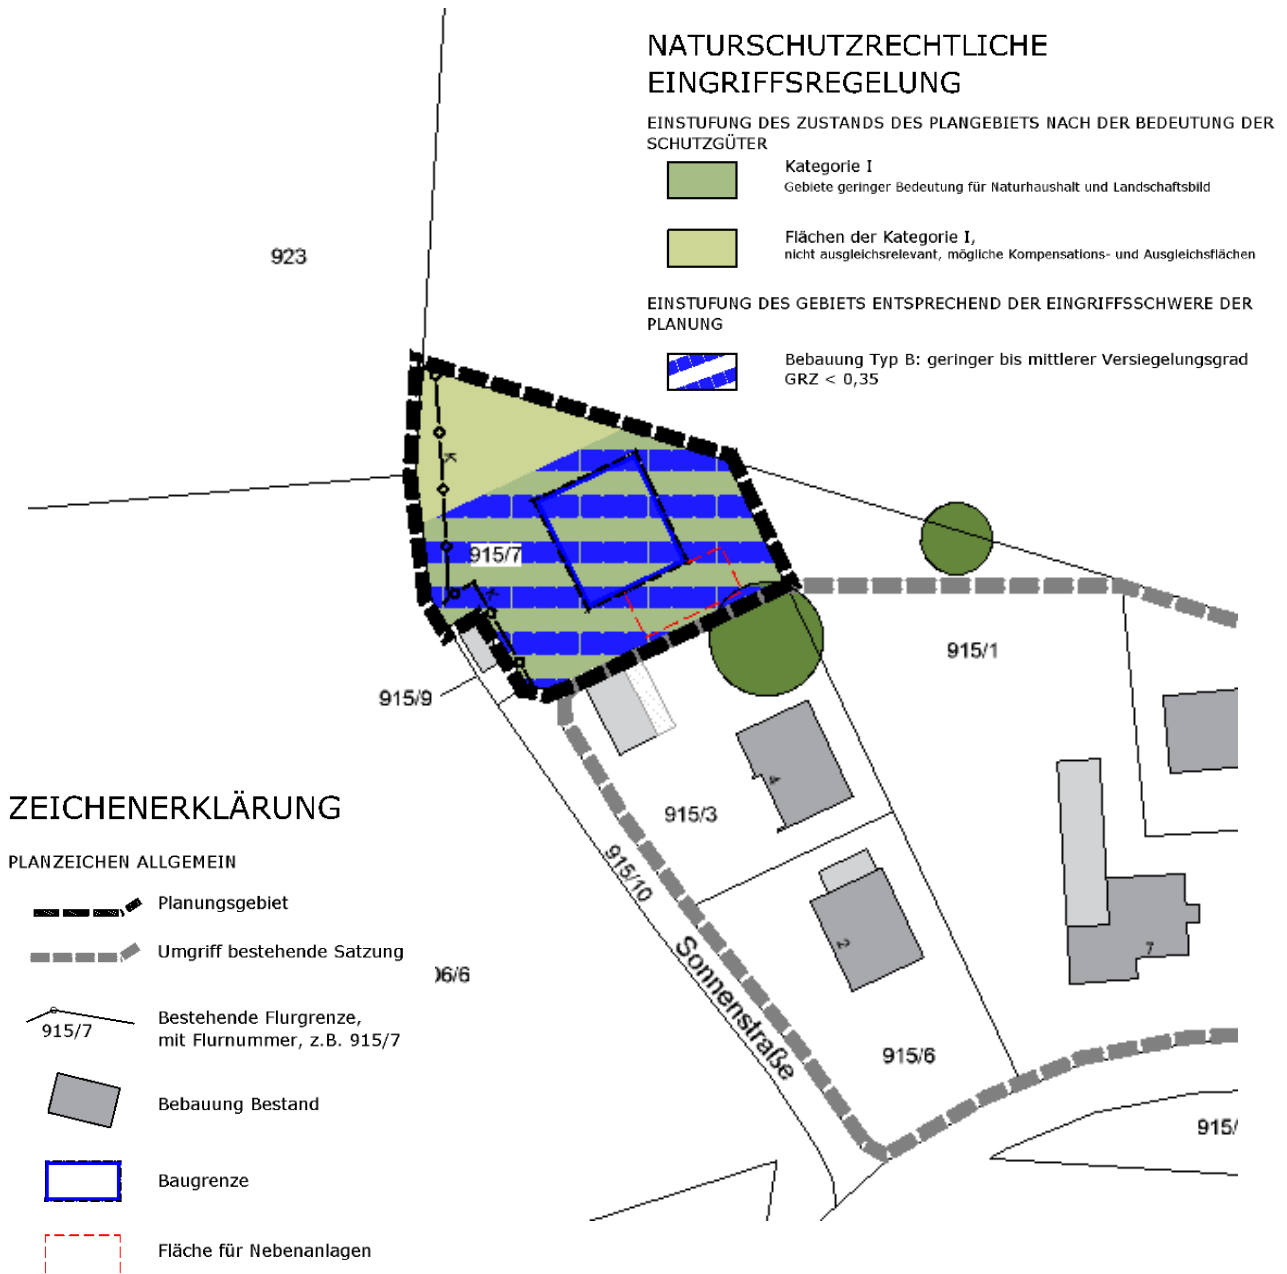 NATURSCHUTZRECHTLICHE
EINGRIFFSREGELUNG
EINSTUFUNG DES ZUSTANDS DES PLANGEBIETS NACH DER BEDEUTUNG DER
SCHUTZGÜTER
Kategorie I
Gebiete geringer Bedeutung für Naturhaushalt und Landschaftsbild
Flächen der Kategorie I,
nicht ausgleichsrelevant, mögliche Kompensations- und Ausgleichsflächen
EINSTUFUNG DES GEBIETS ENTSPRECHEND DER EINGRIFFSSCHWERE DER
PLANUNG
Bebauung Typ B: geringer bis mittlerer Versiegelungsgrad
GRZ < 0,35
923
K
915/7
K
915/1
915/9
4
915/3
915/10
2
7
Sonnenstraße
915/6
915/
ZEICHENERKLÄRUNG
PLANZEICHEN ALLGEMEIN
Planungsgebiet
Umgriff bestehende Satzung
915/7
Bestehende Flurgrenze,
mit Flurnummer, z.B. 915/7
Bebauung Bestand
Baugrenze
Fläche für Nebenanlagen